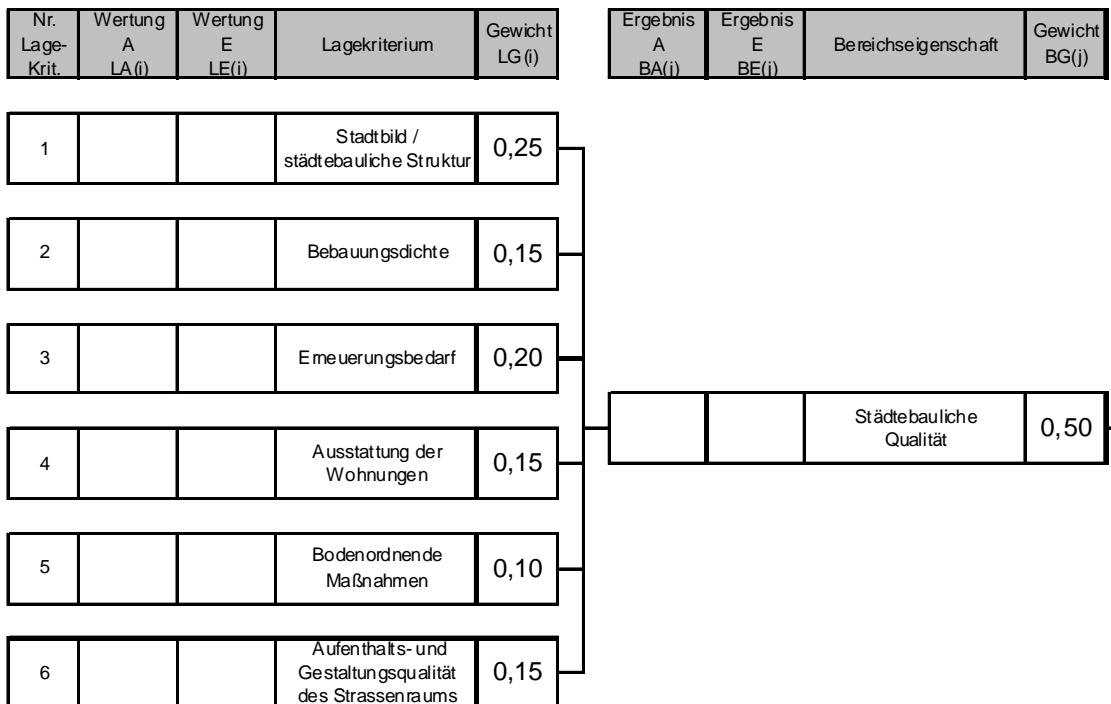 Nr.
Lage-
Krit.
Wertung
A
LA(i)
Wertung
E
LE(i)
Lagekriterium
Gewicht
LG(i)
Ergebnis
A
BA(j)
Ergebnis
E
BE(j)
Bereichseigenschaft
Gewicht
BG(j)
1
Stadtbild /
städtebauliche Struktur
0,25
2
Bebauungsdichte
0,15
3
Erneuerungsbedarf
0,20
Städtebauliche
Qualität
0,50
4
Ausstattung der
Wohnungen
0,15
5
Bodenordnende
Maßnahmen
0,10
6
Aufenthalts- und
Gestaltungsqualität
des Strassenraums
0,15